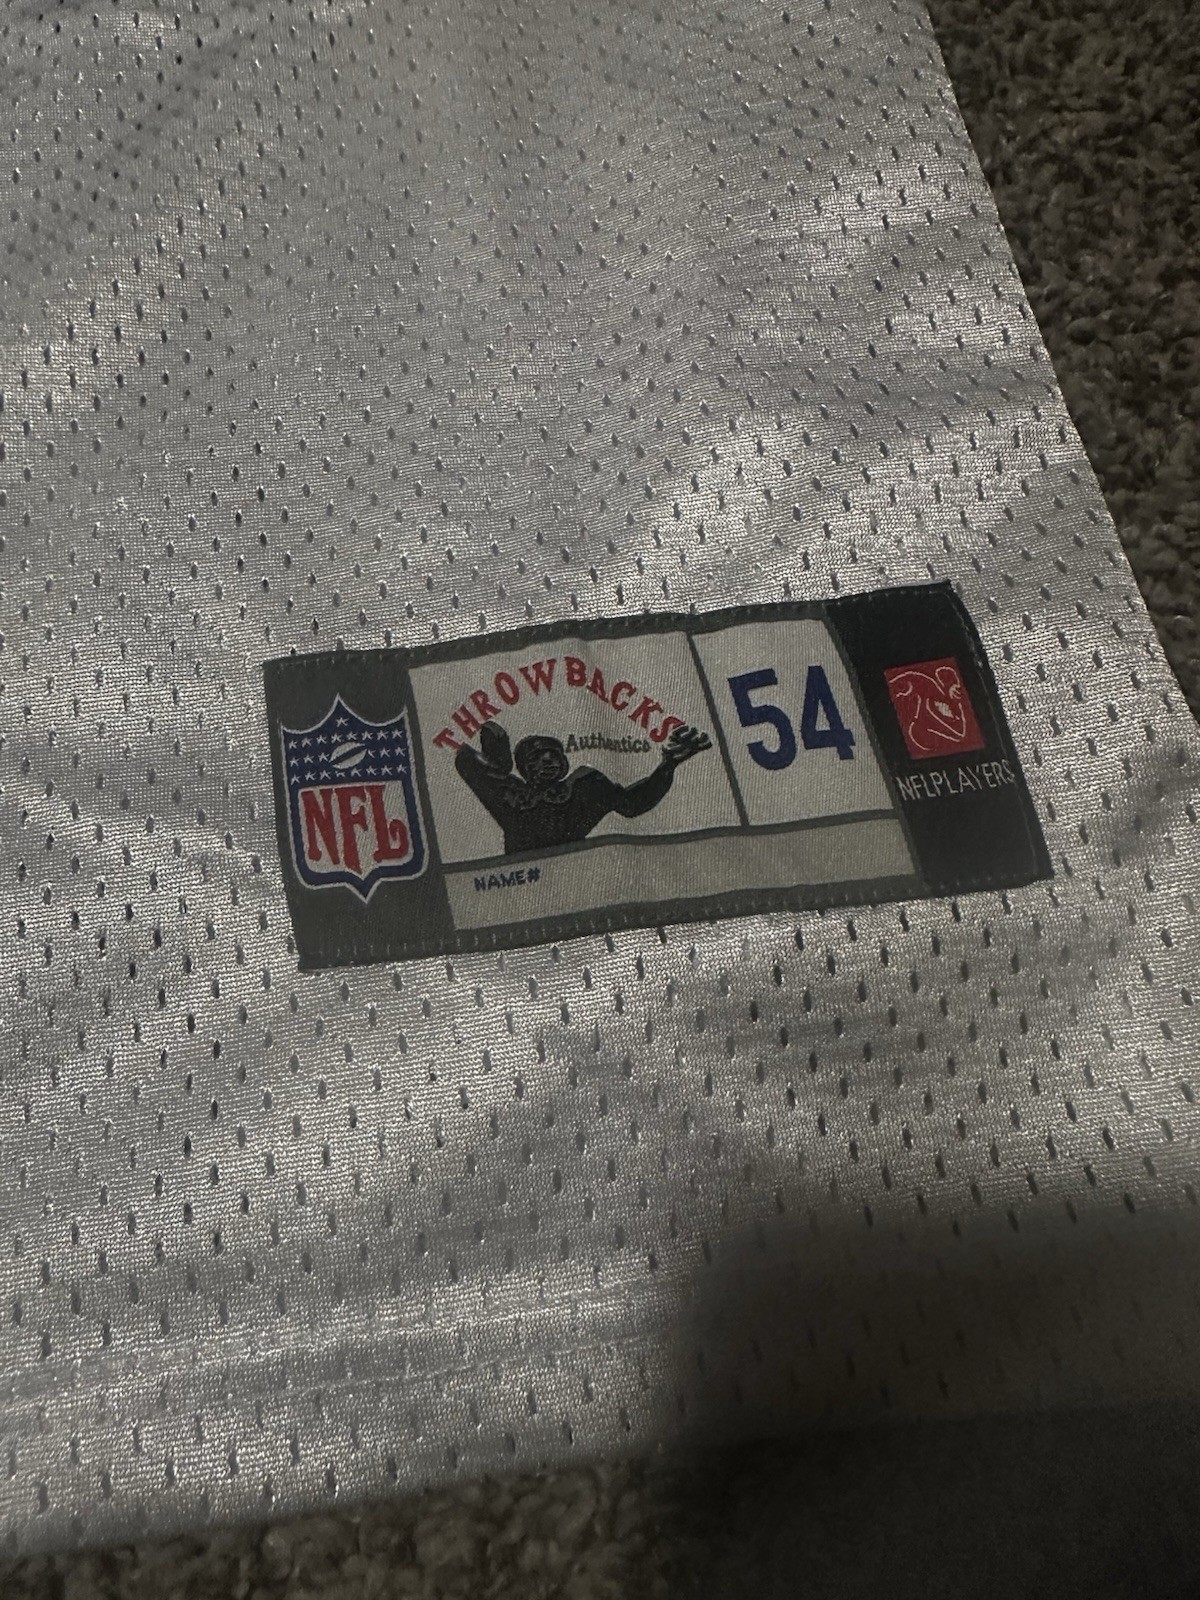 NFL
THROWBACKS
Authentics
54
NFLPLAYERS
NAME#